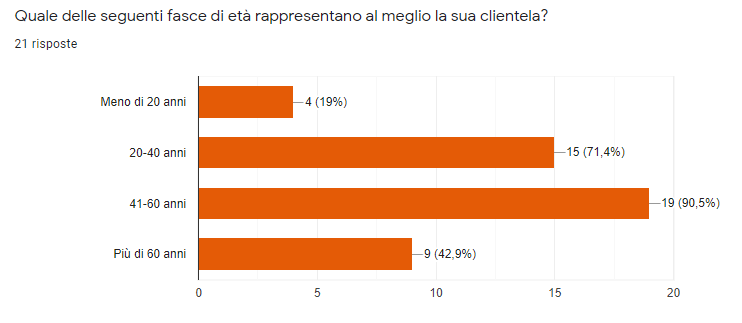 Quale delle seguenti fasce di età rappresentano al meglio la sua clientela?
21 risposte
Meno di 20 anni
4 (19%)
20-40 anni
15 (71,4%)
41-60 anni
19 (90,5%)
Più di 60 anni
9 (42,9%)
0 5 10 15 20